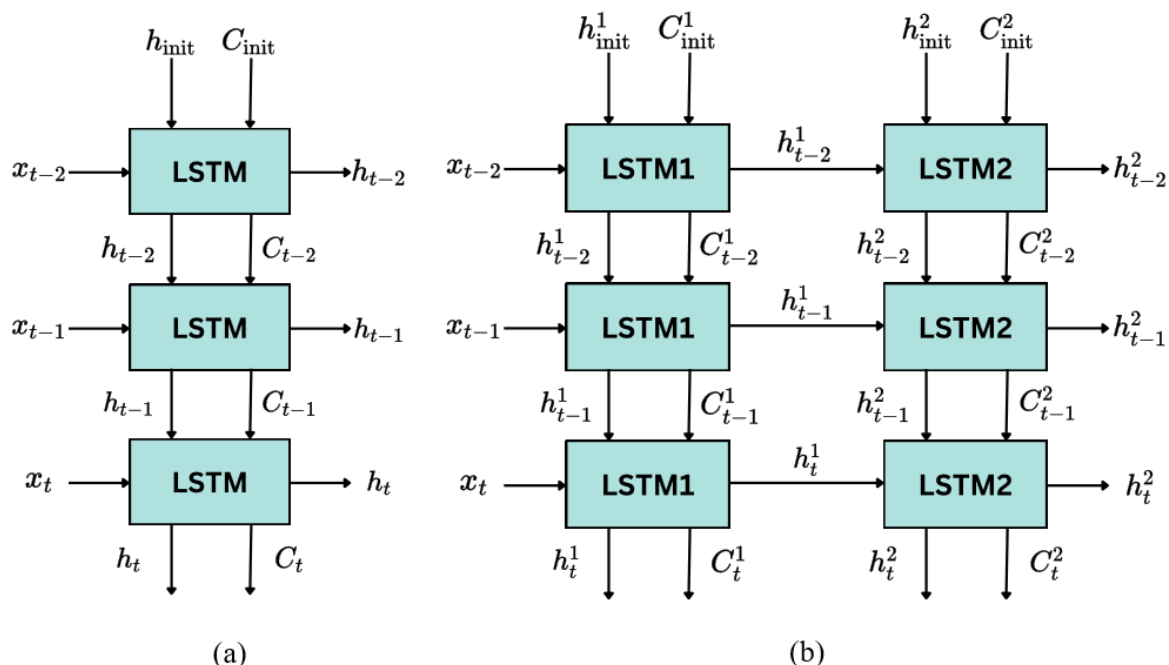 h_init C_init h^1_init C^1_init h^2_init C^2_init
x_{t−2} LSTM h_{t−2} x_{t−2} LSTM1 h^1_{t−2} LSTM2 h^2_{t−2}
h_{t−2} C_{t−2} h^1_{t−2} C^1_{t−2} h^2_{t−2} C^2_{t−2}
x_{t−1} LSTM h_{t−1} x_{t−1} LSTM1 h^1_{t−1} LSTM2 h^2_{t−1}
h_{t−1} C_{t−1} h^1_{t−1} C^1_{t−1} h^2_{t−1} C^2_{t−1}
x_t LSTM h_t x_t LSTM1 h^1_t LSTM2 h^2_t
h_t C_t h^1_t C^1_t h^2_t C^2_t
(a) (b)